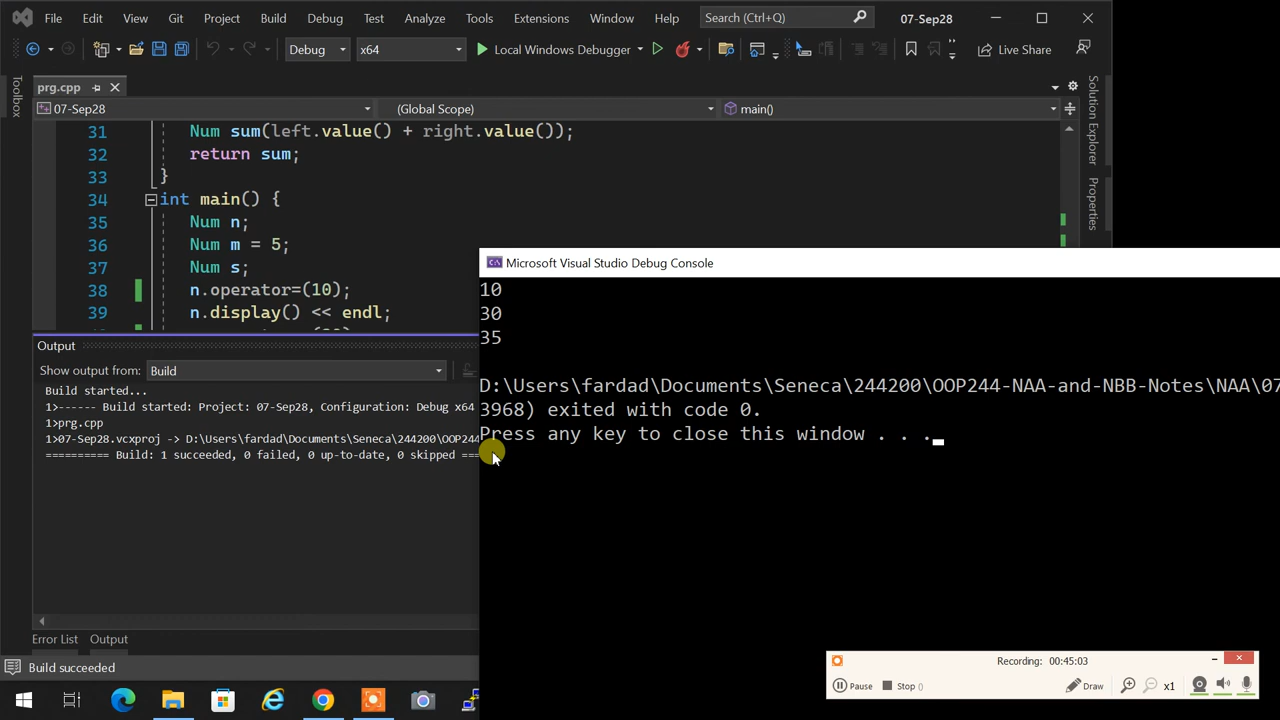 File Edit View Git Project Build Debug Test Analyze Tools Extensions Window Help Search (Ctrl+Q) 07-Sep28
Debug x64 Local Windows Debugger Live Share
Toolbox
prg.cpp
07-Sep28 (Global Scope) main()
31 Num sum(left.value() + right.value());
32 return sum;
33 }
34 int main() {
35 Num n;
36 Num m = 5;
37 Num s;
38 n.operator=(10);
39 n.display() << endl;
Solution Explorer
Properties
Output
Show output from: Build
Build started...
1>------ Build started: Project: 07-Sep28, Configuration: Debug x64
1>prg.cpp
1>07-Sep28.vcxproj -> D:\Users\fardad\Documents\Seneca\244200\OOP244-
========== Build: 1 succeeded, 0 failed, 0 up-to-date, 0 skipped ==
Error List Output
Build succeeded
Microsoft Visual Studio Debug Console
10
30
35
D:\Users\fardad\Documents\Seneca\244200\OOP244-NAA-and-NBB-Notes\NAA\07
3968) exited with code 0.
Press any key to close this window . . .
Recording: 00:45:03
Pause Stop () Draw x1